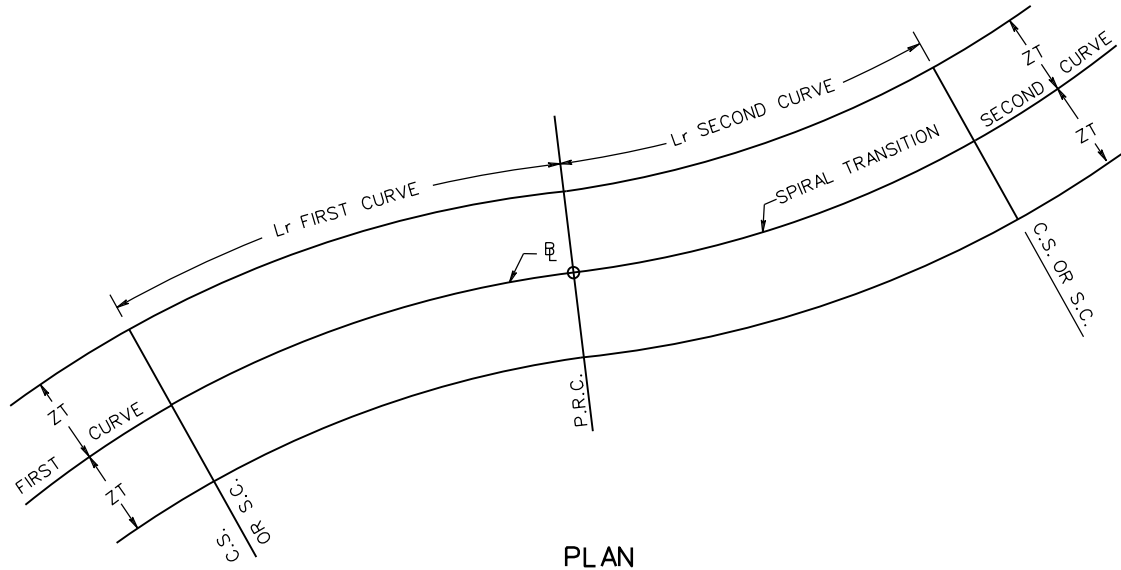 ZT
SECOND CURVE
ZT
Lr SECOND CURVE
SPIRAL TRANSITION
Lr FIRST CURVE
BL
C.S. OR S.C.
P.R.C.
ZT
FIRST CURVE
ZT
C.S.
OR S.C.
PLAN